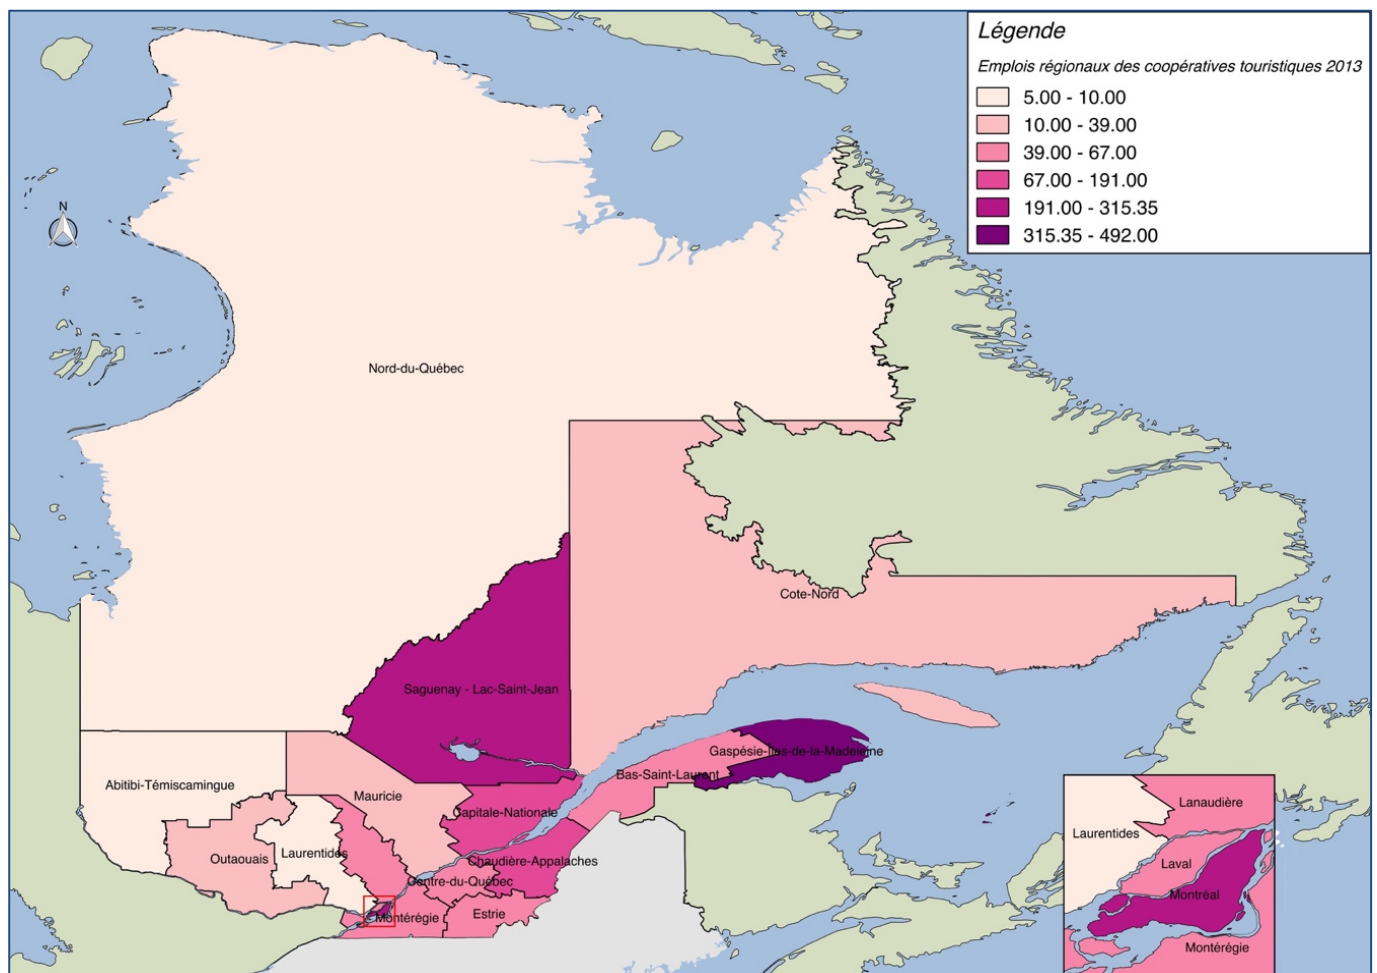 Légende
Emplois régionaux des coopératives touristiques 2013
5.00 - 10.00
10.00 - 39.00
39.00 - 67.00
67.00 - 191.00
191.00 - 315.35
315.35 - 492.00
N
Nord-du-Québec
Cote-Nord
Saguenay - Lac-Saint-Jean
Gaspésie-Iles-de-la-Madeleine
Bas-Saint-Laurent
Abitibi-Témiscamingue
Mauricie
Capitale-Nationale
Outaouais
Laurentides
Chaudière-Appalaches
Centre-du-Québec
Montérégie
Estrie
Lanaudière
Laurentides
Laval
Montréal
Montérégie